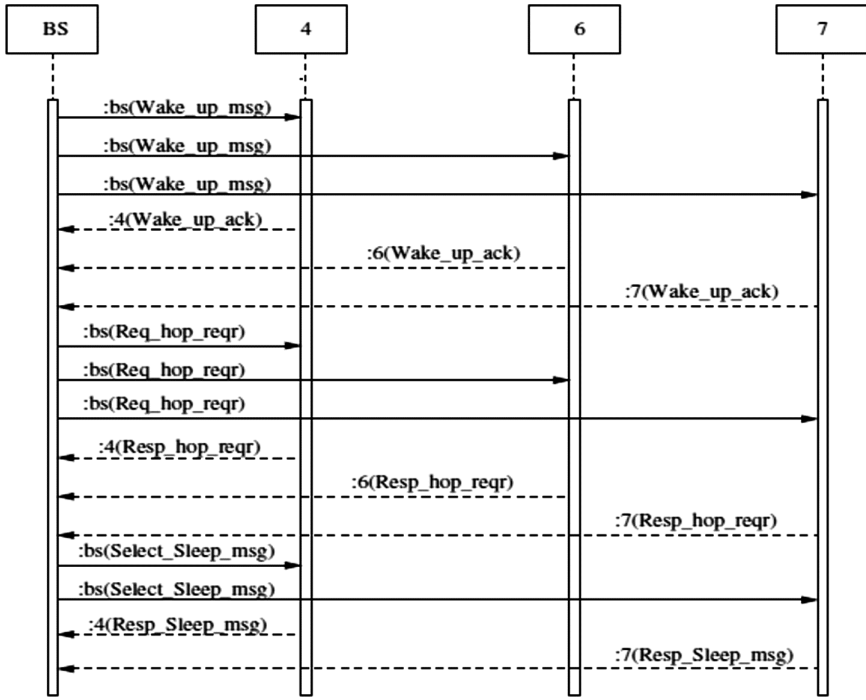 BS 4 6 7
:bs(Wake_up_msg)
:bs(Wake_up_msg)
:bs(Wake_up_msg)
:4(Wake_up_ack)
:6(Wake_up_ack)
:7(Wake_up_ack)
:bs(Req_hop_reqr)
:bs(Req_hop_reqr)
:bs(Req_hop_reqr)
:4(Resp_hop_reqr)
:6(Resp_hop_reqr)
:7(Resp_hop_reqr)
:bs(Select_Sleep_msg)
:bs(Select_Sleep_msg)
:4(Resp_Sleep_msg)
:7(Resp_Sleep_msg)